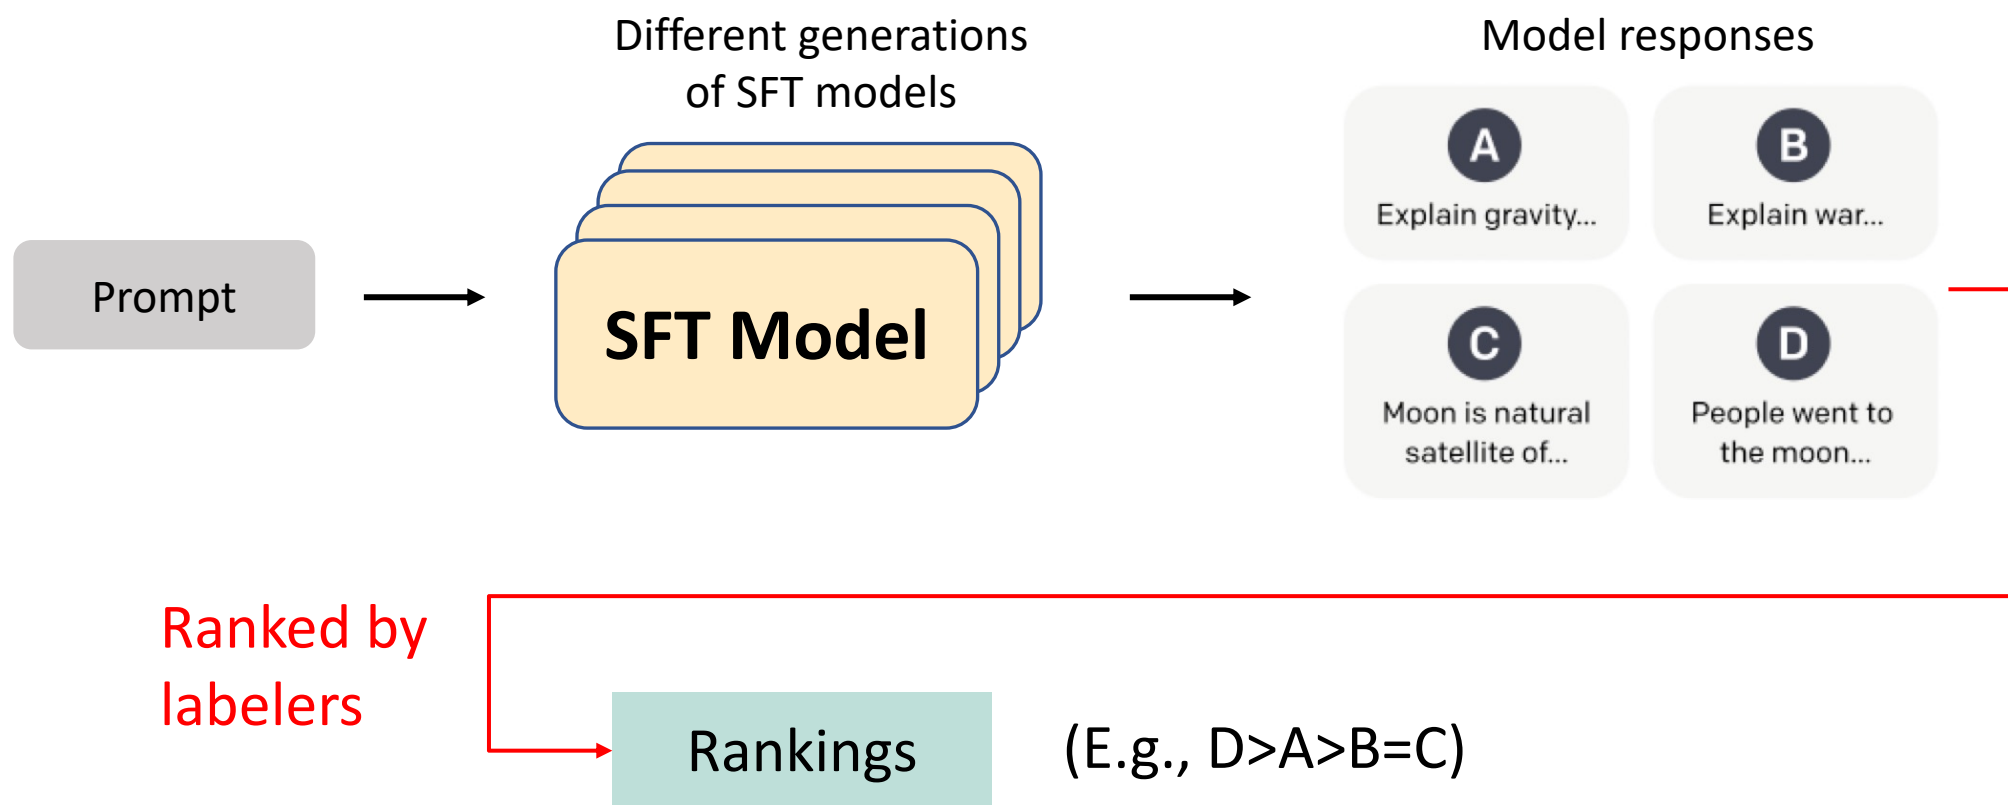 Different generations
of SFT models
Model responses
Prompt
SFT Model
A
Explain gravity...
B
Explain war...
C
Moon is natural
satellite of...
D
People went to
the moon...
Ranked by
labelers
Rankings
(E.g., D>A>B=C)